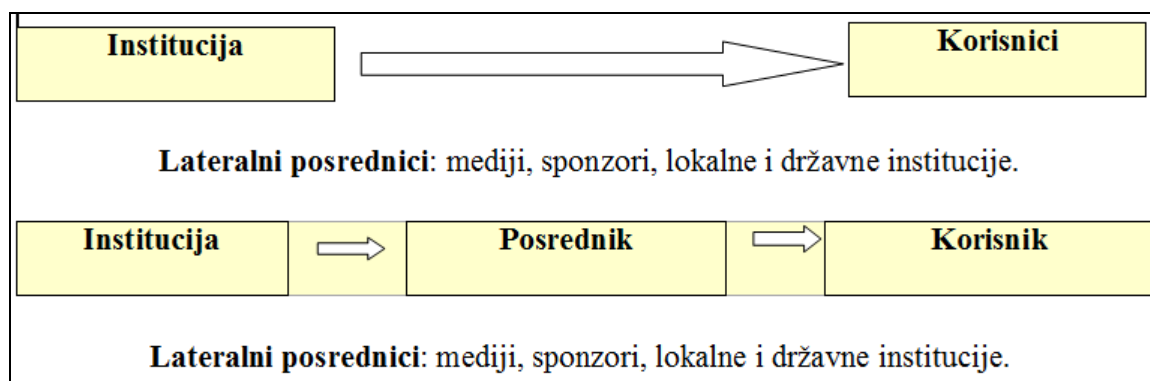 Institucija Korisnici
Lateralni posrednici: mediji, sponzori, lokalne i državne institucije.
Institucija Posrednik Korisnik
Lateralni posrednici: mediji, sponzori, lokalne i državne institucije.